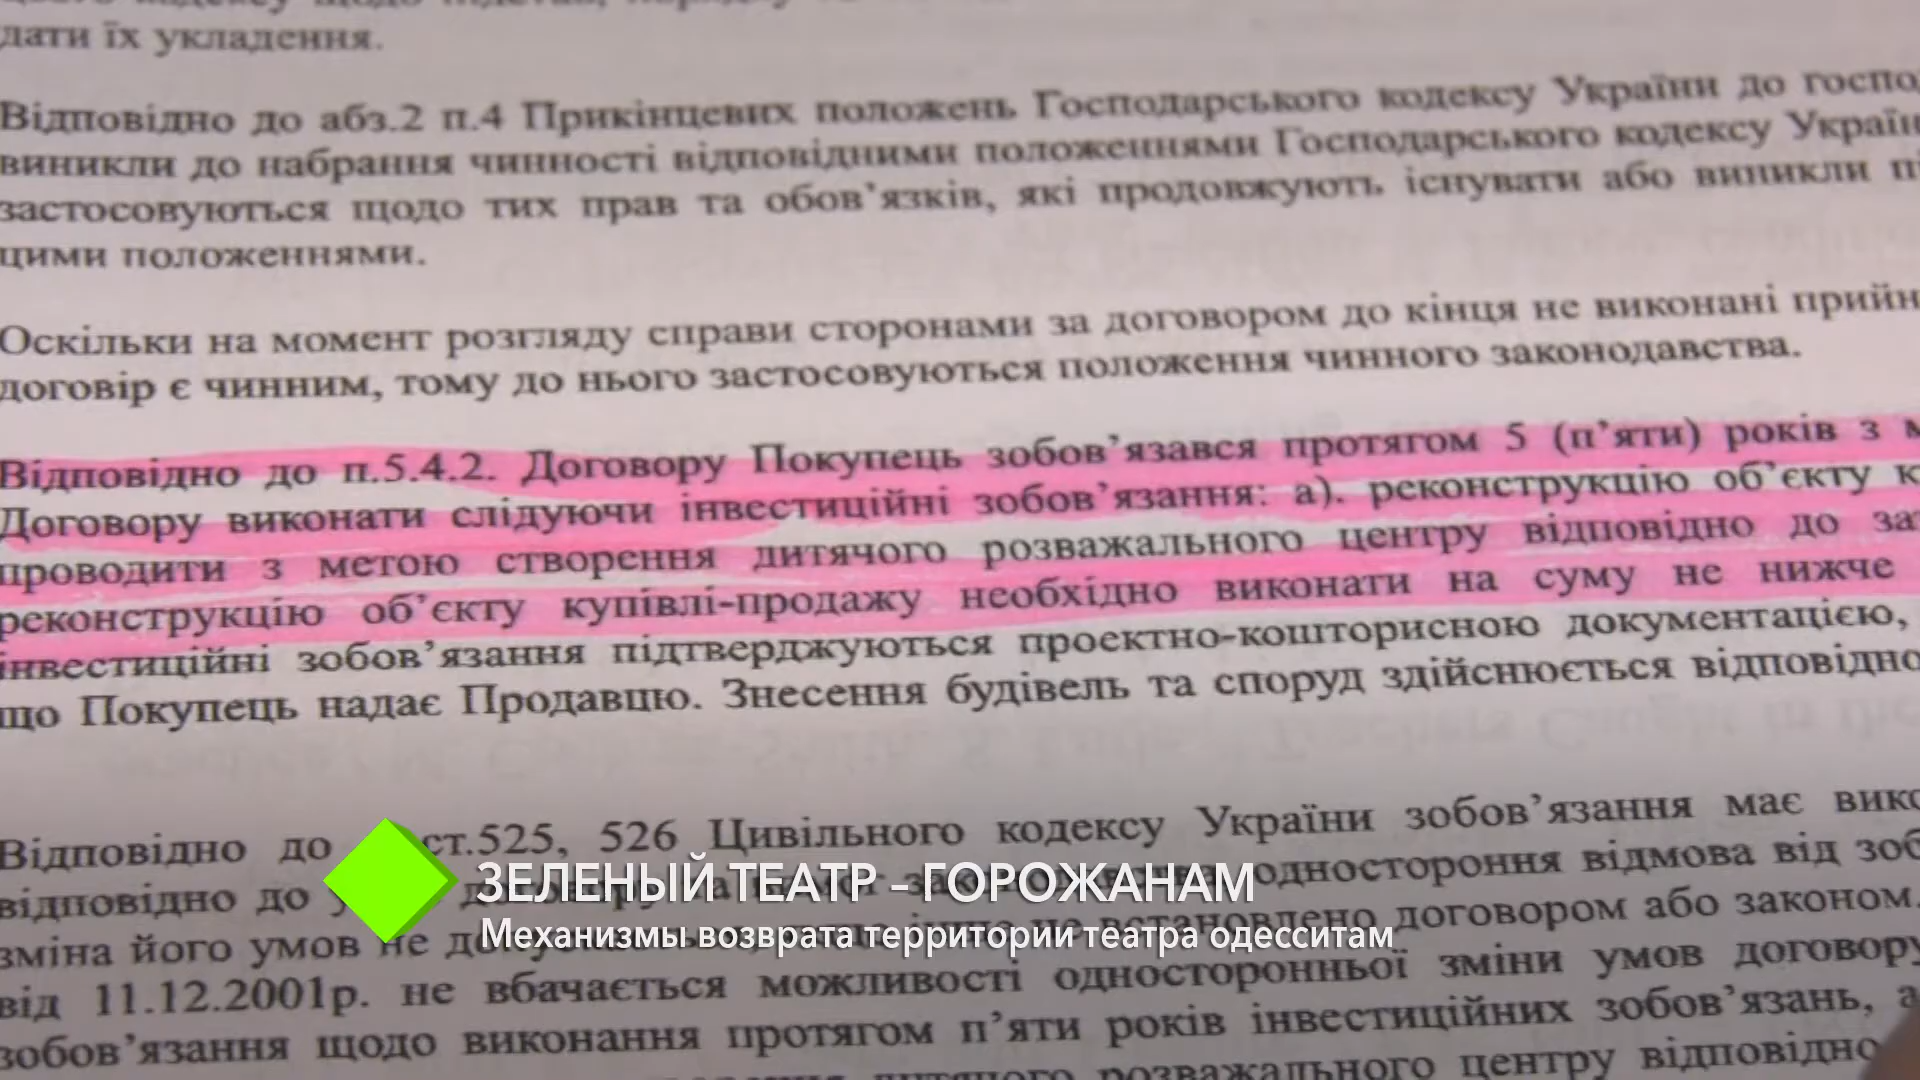 дати їх укладення.
Відповідно до абз.2 п.4 Прикінцевих положень Господарського кодексу України до
виникли до набрання чинності відповідними положеннями Господарського кодексу
застосовуються щодо тих прав та обов’язків, які продовжують існувати або виникли
цими положеннями.
Оскільки на момент розгляду справи сторонами за договором до кінця не виконані
договір є чинним, тому до нього застосовуються положення чинного законодавства.
Відповідно до п.5.4.2. Договору Покупець зобов’язався протягом 5 (п’яти) років з
Договору виконати слідуючи інвестиційні зобов’язання: а). реконструкцію об’єкту
проводити з метою створення дитячого розважального центру відповідно до
реконструкцію об’єкту купівлі-продажу необхідно виконати на суму не нижче
інвестиційні зобов’язання підтверджуються проектно-кошторисною документацією,
що Покупець надає Продавцю. Знесення будівель та споруд здійснюється відповідно
Відповідно до ст.525, 526 Цивільного кодексу України зобов’язання має
відповідно до одностороння відмова від
ЗЕЛЕНЫЙ ТЕАТР – ГОРОЖАНАМ
зміна його умов не встановлено договором або законом.
Механизмы возврата территории театра одесситам
від 11.12.2001р. не вбачається можливості односторонньої зміни умов договору
зобов’язання щодо виконання протягом п’яти років інвестиційних зобов’язань,
дитячого розважального центру відповідно